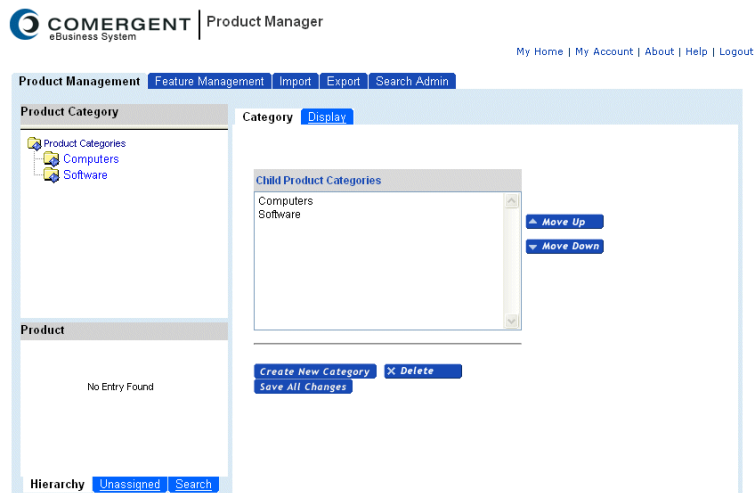 COMERGENT
eBusiness System
Product Manager
My Home | My Account | About | Help | Logout
Product Management Feature Management Import Export Search Admin
Product Category
Category Display
Product Categories
Computers
Software
Child Product Categories
Computers
Software
Move Up
Move Down
Product
No Entry Found
Create New Category X Delete
Save All Changes
Hierarchy Unassigned Search